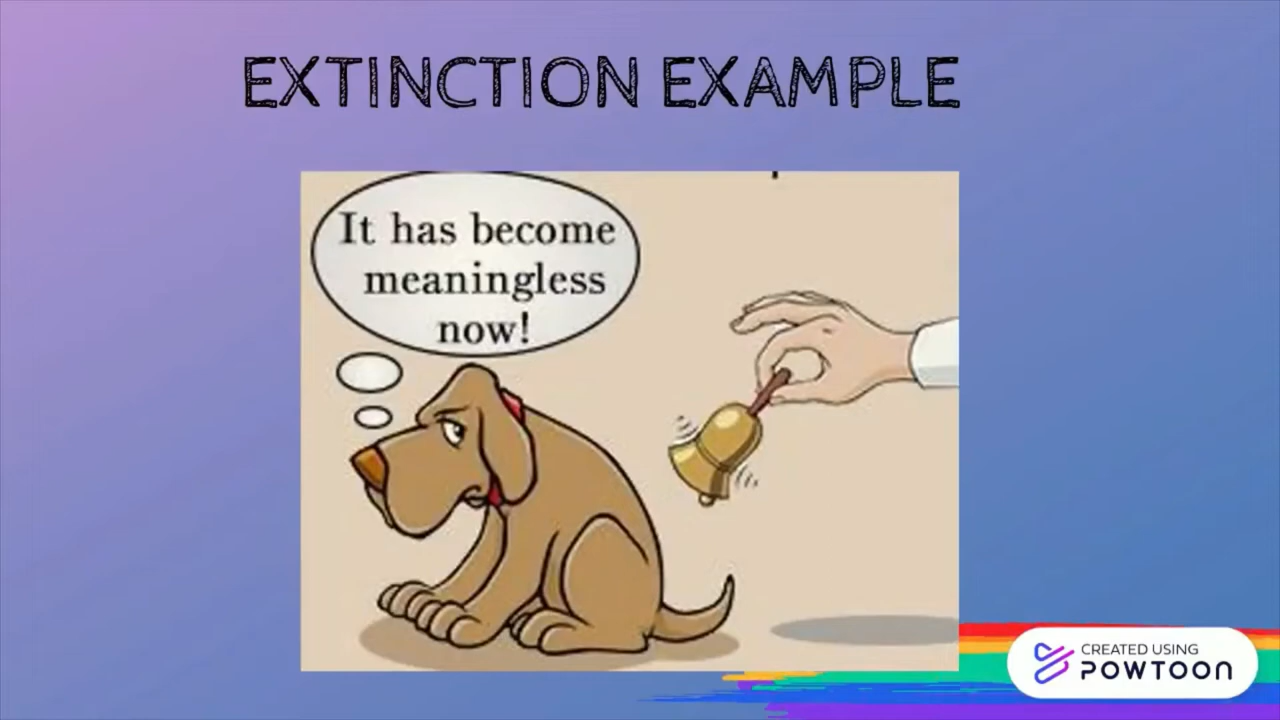 EXTINCTION EXAMPLE
It has become
meaningless
now!
CREATED USING
POWTOON